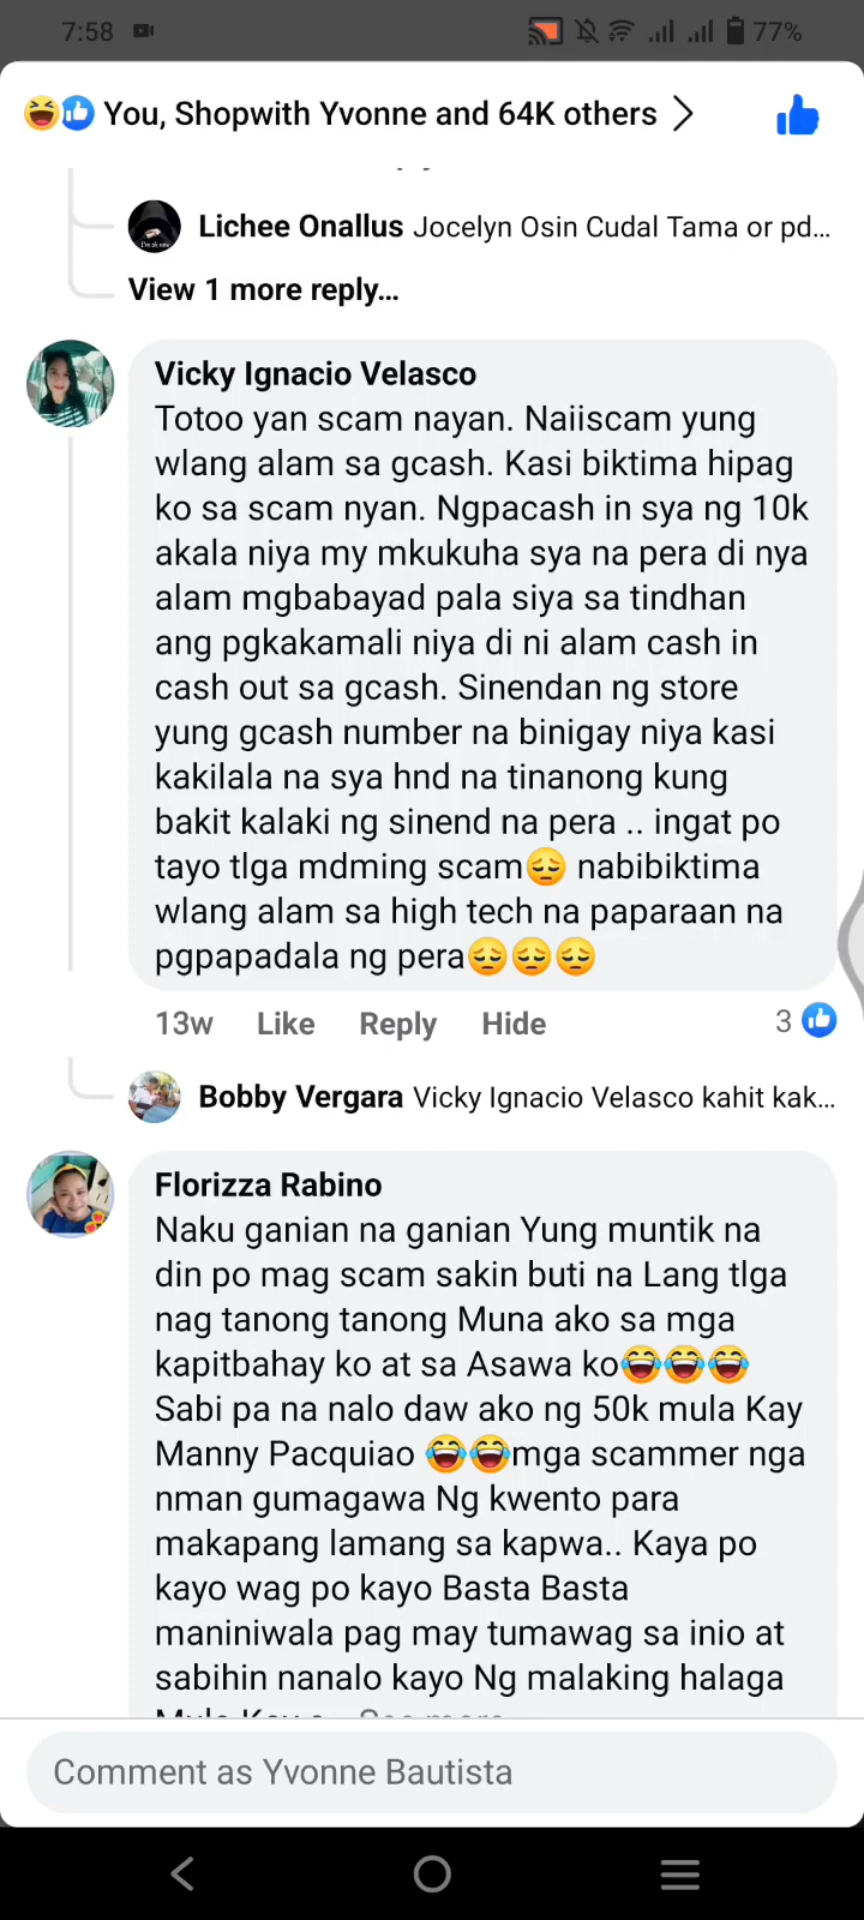 7:58
77%
You, Shopwith Yvonne and 64K others
Lichee Onallus Jocelyn Osin Cudal Tama or pd...
View 1 more reply...
Vicky Ignacio Velasco
Totoo yan scam nayan. Naiiscam yung
wlang alam sa gcash. Kasi biktima hipag
ko sa scam nyan. Ngpacash in sya ng 10k
akala niya my mkukuha sya na pera di nya
alam mgbabayad pala siya sa tindhan
ang pgkakamali niya di ni alam cash in
cash out sa gcash. Sinendan ng store
yung gcash number na binigay niya kasi
kakilala na sya hnd na tinanong kung
bakit kalaki ng sinend na pera .. ingat po
tayo tlga mdming scam😔 nabibiktima
wlang alam sa high tech na paparaan na
pgpapadala ng pera😔😔😔
13w Like Reply Hide 3
Bobby Vergara Vicky Ignacio Velasco kahit kak...
Florizza Rabino
Naku ganian na ganian Yung muntik na
din po mag scam sakin buti na Lang tlga
nag tanong tanong Muna ako sa mga
kapitbahay ko at sa Asawa ko😂😂😂
Sabi pa na nalo daw ako ng 50k mula Kay
Manny Pacquiao 😂😂mga scammer nga
nman gumagawa Ng kwento para
makapang lamang sa kapwa.. Kaya po
kayo wag po kayo Basta Basta
maniniwala pag may tumawag sa inio at
sabihin nanalo kayo Ng malaking halaga
Comment as Yvonne Bautista